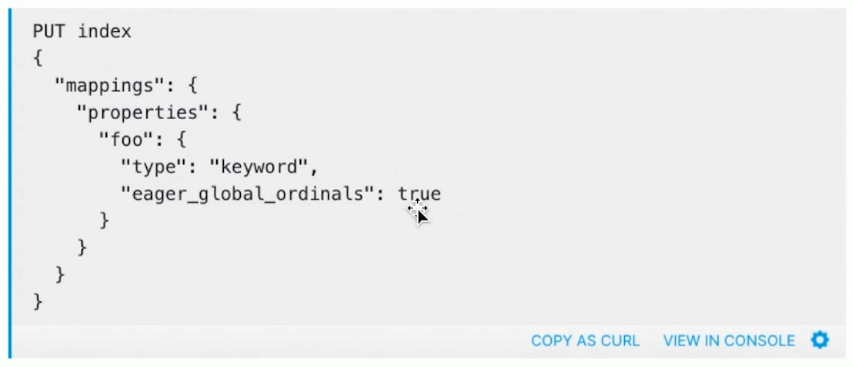 PUT index
{
  "mappings": {
    "properties": {
      "foo": {
        "type": "keyword",
        "eager_global_ordinals": true
      }
    }
  }
}
COPY AS CURL VIEW IN CONSOLE